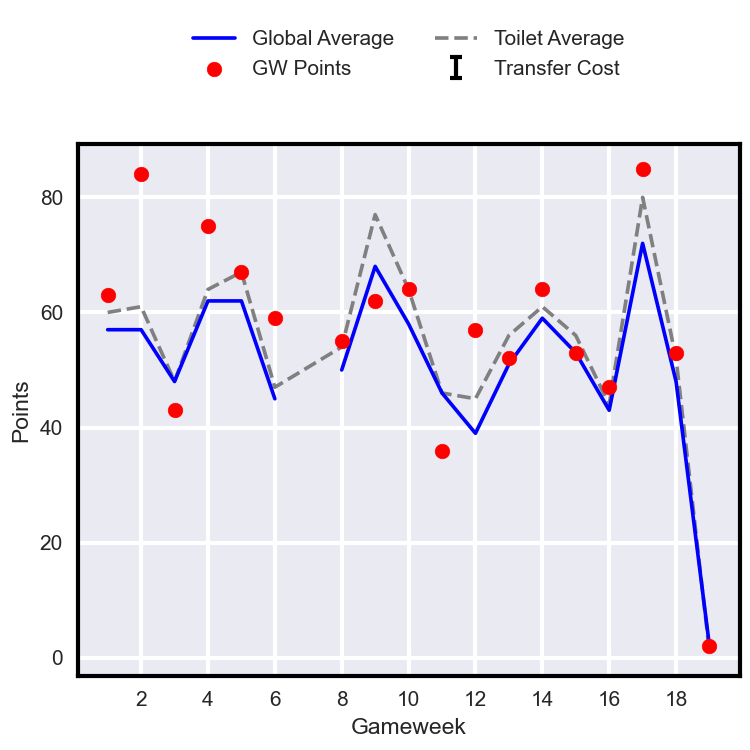 Global Average
Toilet Average
GW Points
Transfer Cost
80
60
40
20
0
Points
2 4 6 8 10 12 14 16 18
Gameweek